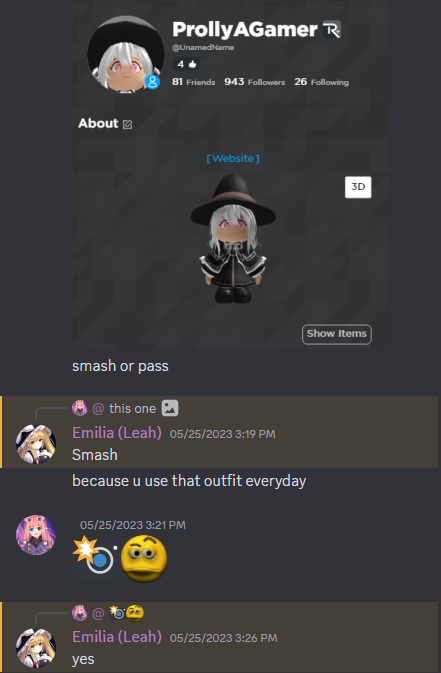 ProllyAGamer
@UnamedName
4
81 Friends 943 Followers 26 Following
About
[ Website ]
3D
Show Items
smash or pass
@ this one
Emilia (Leah) 05/25/2023 3:19 PM
Smash
because u use that outfit everyday
05/25/2023 3:21 PM
@
Emilia (Leah) 05/25/2023 3:26 PM
yes